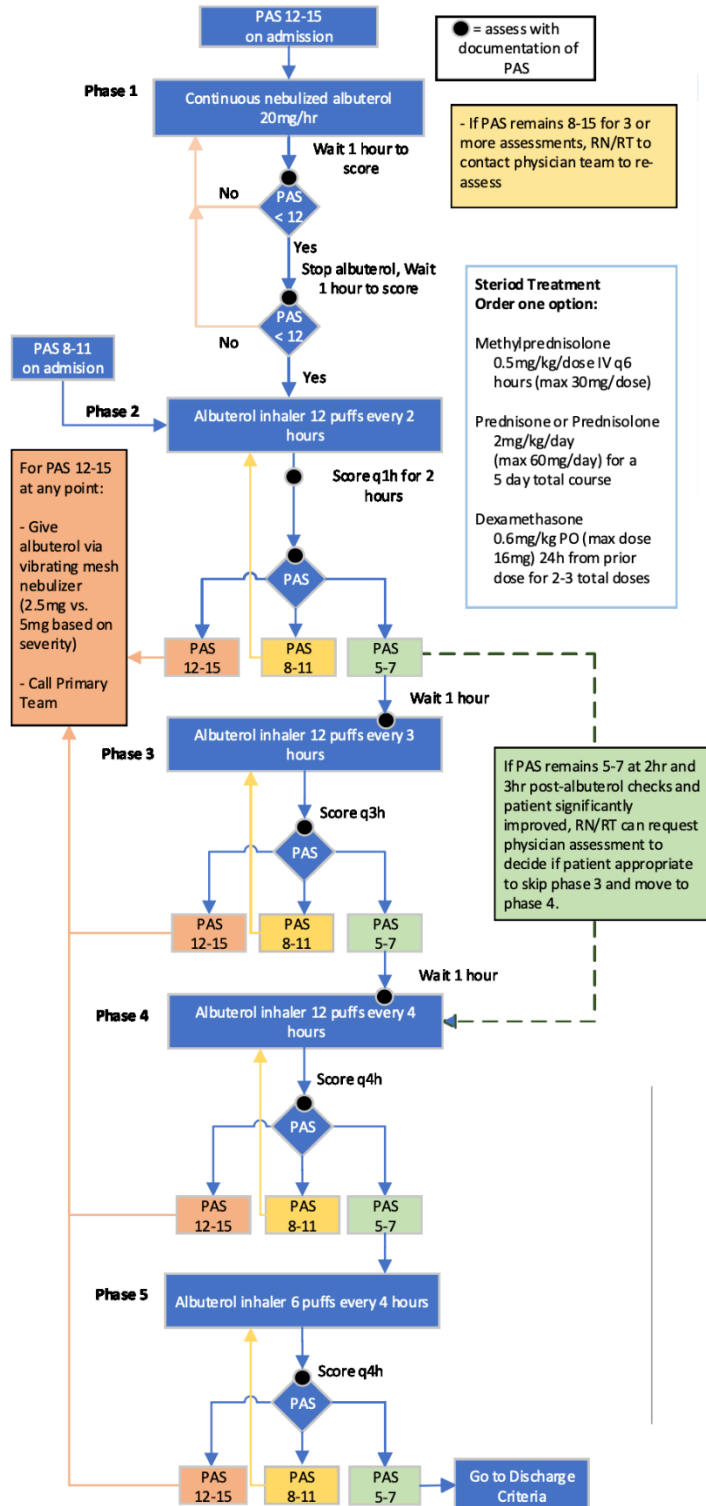 PAS 12-15
on admission
● = assess with
documentation of
PAS
Phase 1
Continuous nebulized albuterol
20mg/hr
- If PAS remains 8-15 for 3 or
more assessments, RN/RT to
contact physician team to re-
assess
Wait 1 hour to
score
No
PAS
< 12
Yes
Stop albuterol, Wait
1 hour to score
No
PAS
< 12
Yes
Steriod Treatment
Order one option:
Methylprednisolone
0.5mg/kg/dose IV q6
hours (max 30mg/dose)
Prednisone or Prednisolone
2mg/kg/day
(max 60mg/day) for a
5 day total course
Dexamethasone
0.6mg/kg PO (max dose
16mg) 24h from prior
dose for 2-3 total doses
PAS 8-11
on admision
Phase 2
Albuterol inhaler 12 puffs every 2
hours
For PAS 12-15
at any point:
- Give
albuterol via
vibrating mesh
nebulizer
(2.5mg vs.
5mg based on
severity)
- Call Primary
Team
Score q1h for 2
hours
PAS
PAS
12-15
PAS
8-11
PAS
5-7
Wait 1 hour
Phase 3
Albuterol inhaler 12 puffs every 3
hours
If PAS remains 5-7 at 2hr and
3hr post-albuterol checks and
patient significantly
improved, RN/RT can request
physician assessment to
decide if patient appropriate
to skip phase 3 and move to
phase 4.
Score q3h
PAS
PAS
12-15
PAS
8-11
PAS
5-7
Wait 1 hour
Phase 4
Albuterol inhaler 12 puffs every 4
hours
Score q4h
PAS
PAS
12-15
PAS
8-11
PAS
5-7
Phase 5
Albuterol inhaler 6 puffs every 4 hours
Score q4h
PAS
PAS
12-15
PAS
8-11
PAS
5-7
Go to Discharge
Criteria